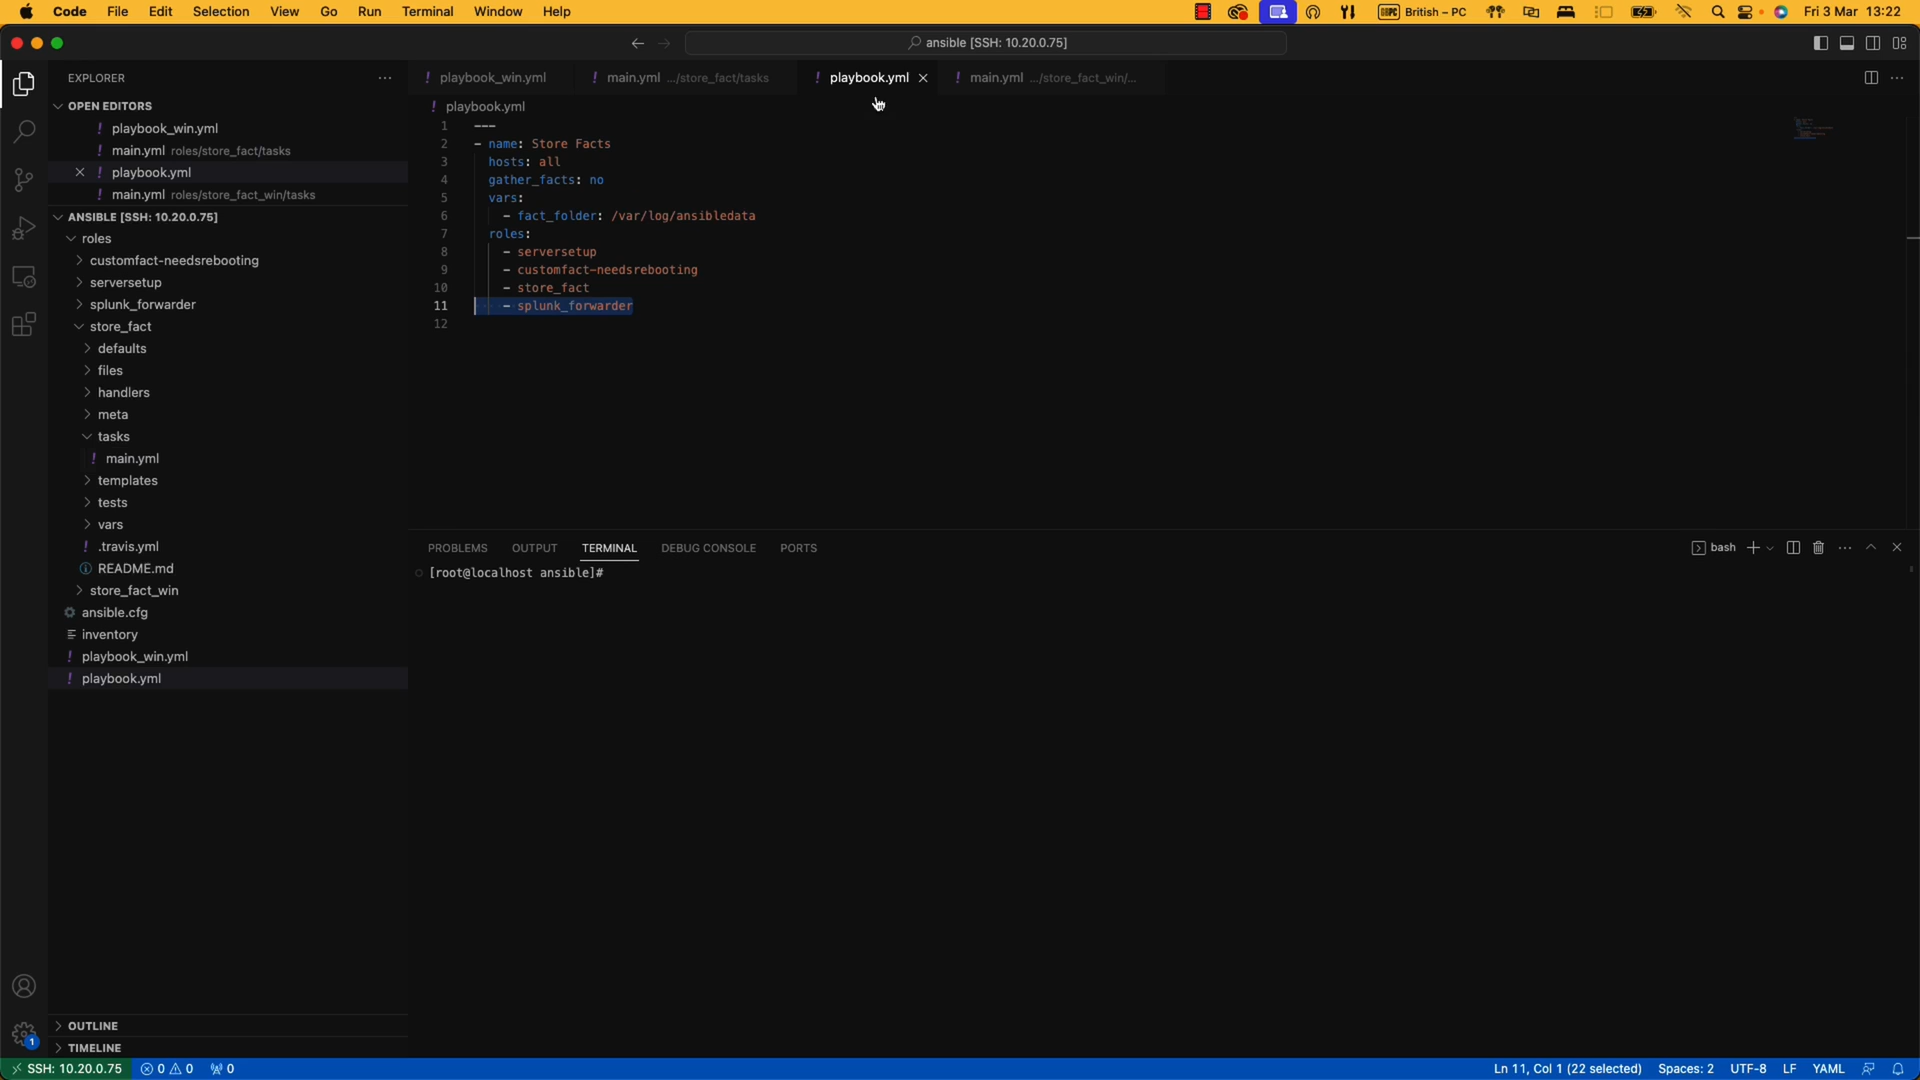 Code File Edit Selection View Go Run Terminal Window Help British – PC Fri 3 Mar 13:22
ansible [SSH: 10.20.0.75]
EXPLORER
OPEN EDITORS
playbook_win.yml
main.yml roles/store_fact/tasks
playbook.yml
main.yml roles/store_fact_win/tasks
ANSIBLE [SSH: 10.20.0.75]
roles
customfact-needsrebooting
serversetup
splunk_forwarder
store_fact
defaults
files
handlers
meta
tasks
main.yml
templates
tests
vars
.travis.yml
README.md
store_fact_win
ansible.cfg
inventory
playbook_win.yml
playbook.yml
OUTLINE
TIMELINE
playbook_win.yml main.yml .../store_fact/tasks playbook.yml main.yml .../store_fact_win/...
playbook.yml
1 ---
2 - name: Store Facts
3 hosts: all
4 gather_facts: no
5 vars:
6 - fact_folder: /var/log/ansibledata
7 roles:
8 - serversetup
9 - customfact-needsrebooting
10 - store_fact
11 - splunk_forwarder
12
PROBLEMS OUTPUT TERMINAL DEBUG CONSOLE PORTS bash
[root@localhost ansible]#
1
SSH: 10.20.0.75 0 0 0 Ln 11, Col 1 (22 selected) Spaces: 2 UTF-8 LF YAML